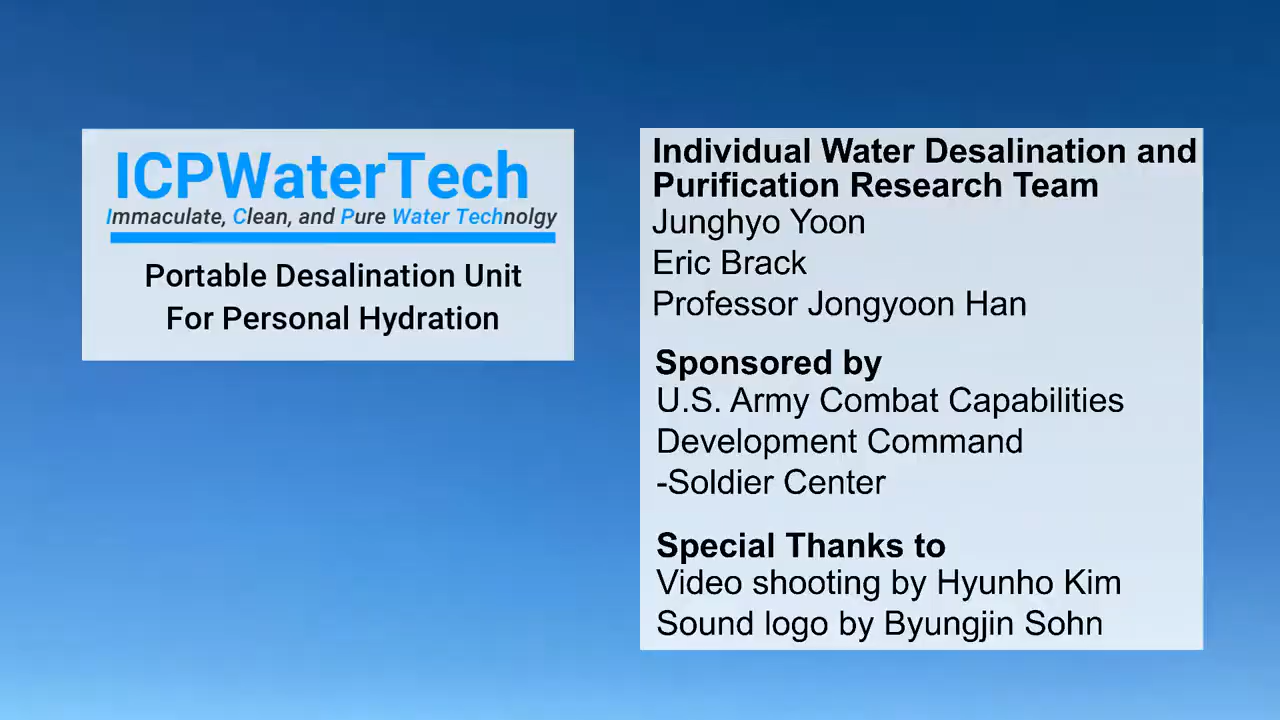 ICPWaterTech
Immaculate, Clean, and Pure Water Technolgy
Portable Desalination Unit
For Personal Hydration
Individual Water Desalination and
Purification Research Team
Junghyo Yoon
Eric Brack
Professor Jongyoon Han
Sponsored by
U.S. Army Combat Capabilities
Development Command
-Soldier Center
Special Thanks to
Video shooting by Hyunho Kim
Sound logo by Byungjin Sohn